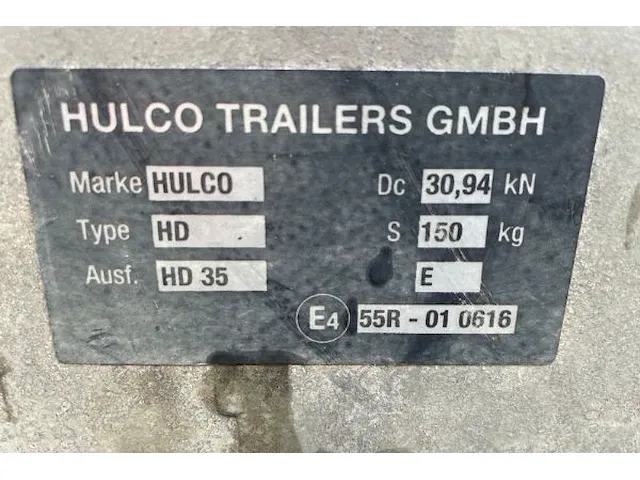 HULCO TRAILERS GMBH
Marke HULCO Dc 30,94 kN
Type HD S 150 kg
Ausf. HD 35 E
E4 55R - 01 0616